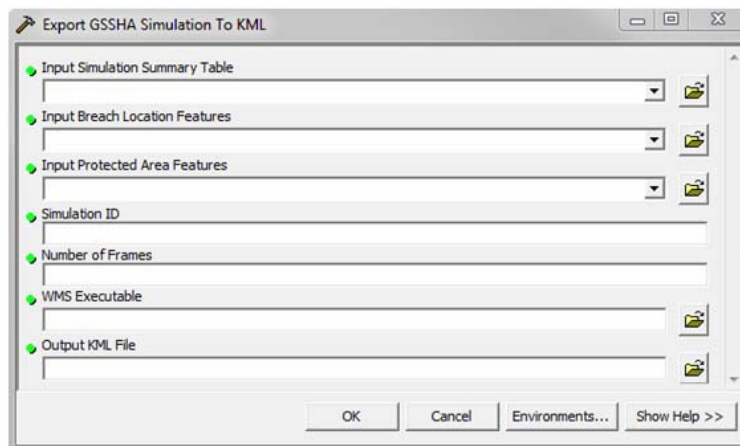 Export GSSHA Simulation To KML
Input Simulation Summary Table
Input Breach Location Features
Input Protected Area Features
Simulation ID
Number of Frames
WMS Executable
Output KML File
OK Cancel Environments... Show Help >>